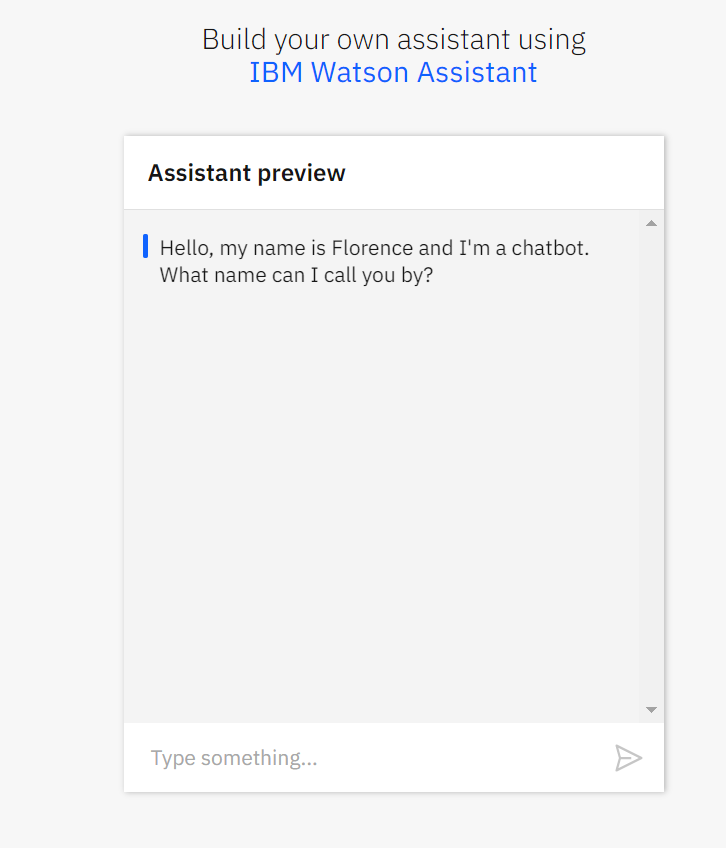 Build your own assistant using
IBM Watson Assistant
Assistant preview
Hello, my name is Florence and I'm a chatbot.
What name can I call you by?
Type something...